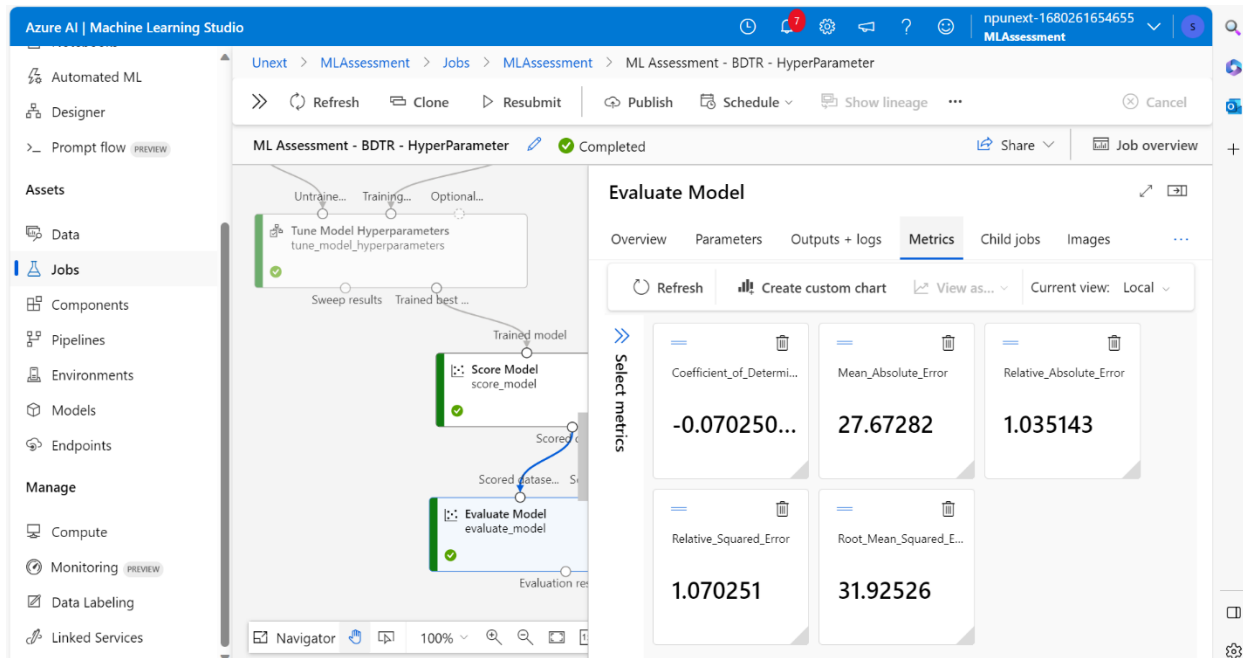 Azure AI | Machine Learning Studio
7
npunext-1680261654655
MLAssessment
S
Automated ML
Designer
>_ Prompt flow PREVIEW
Assets
Data
Jobs
Components
Pipelines
Environments
Models
Endpoints
Manage
Compute
Monitoring PREVIEW
Data Labeling
Linked Services
Unext > MLAssessment > Jobs > MLAssessment > ML Assessment - BDTR - HyperParameter
Refresh Clone Resubmit Publish Schedule Show lineage ... Cancel
ML Assessment - BDTR - HyperParameter Completed Share Job overview
Untraine... Training... Optional...
Tune Model Hyperparameters
tune_model_hyperparameters
Sweep results Trained best ...
Trained model
Score Model
score_model
Scored
Scored datase...
Evaluate Model
evaluate_model
Evaluation
Navigator 100%
Evaluate Model
Overview Parameters Outputs + logs Metrics Child jobs Images ...
Refresh Create custom chart View as... Current view: Local
Select metrics
Coefficient_of_Determi...
-0.070250...
Mean_Absolute_Error
27.67282
Relative_Absolute_Error
1.035143
Relative_Squared_Error
1.070251
Root_Mean_Squared_E...
31.92526